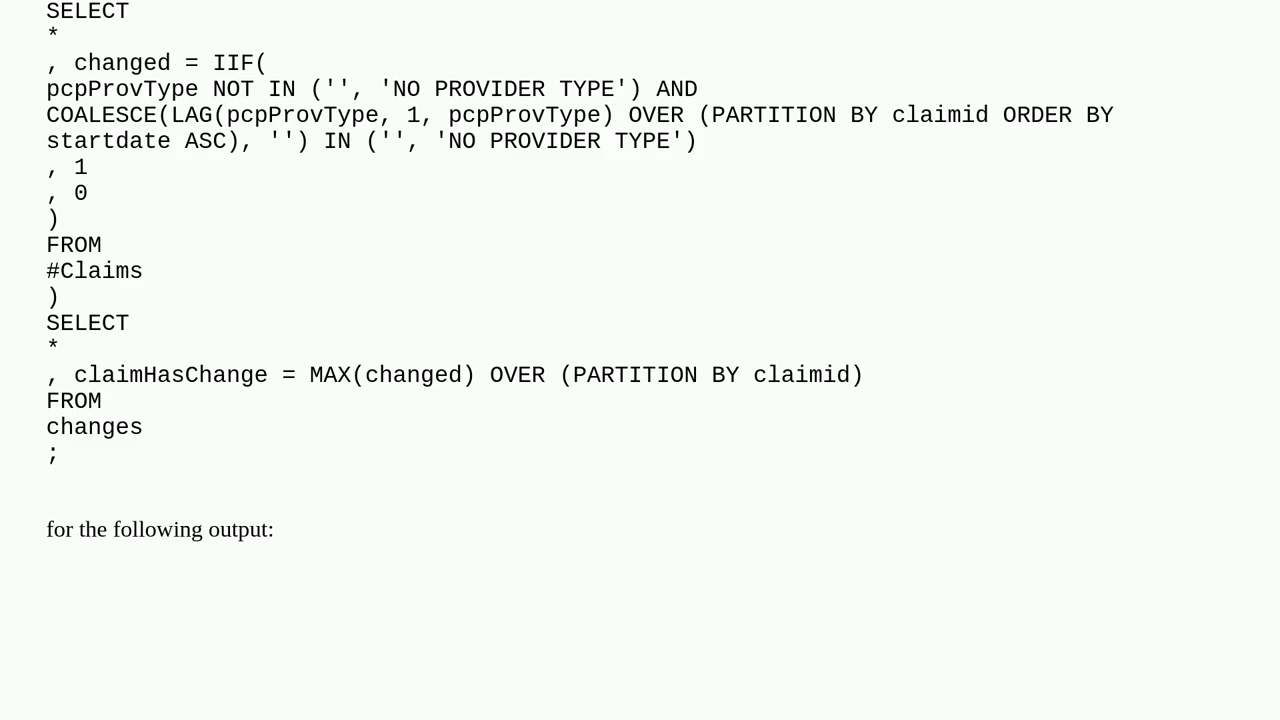 SELECT
*
, changed = IIF(
pcpProvType NOT IN ('', 'NO PROVIDER TYPE') AND
COALESCE(LAG(pcpProvType, 1, pcpProvType) OVER (PARTITION BY claimid ORDER BY
startdate ASC), '') IN ('', 'NO PROVIDER TYPE')
, 1
, 0
)
FROM
#Claims
)
SELECT
*
, claimHasChange = MAX(changed) OVER (PARTITION BY claimid)
FROM
changes
;
for the following output: